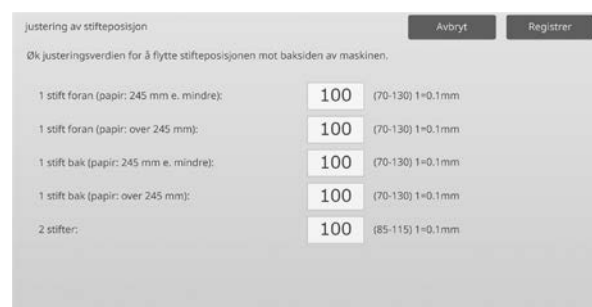 justering av stifteposisjon
Avbryt
Registrer
Øk justeringsverdien for å flytte stifteposisjonen mot baksiden av maskinen.
1 stift foran (papir: 245 mm e. mindre): 100 (70-130) 1=0.1mm
1 stift foran (papir: over 245 mm): 100 (70-130) 1=0.1mm
1 stift bak (papir: 245 mm e. mindre): 100 (70-130) 1=0.1mm
1 stift bak (papir: over 245 mm): 100 (70-130) 1=0.1mm
2 stifter: 100 (85-115) 1=0.1mm